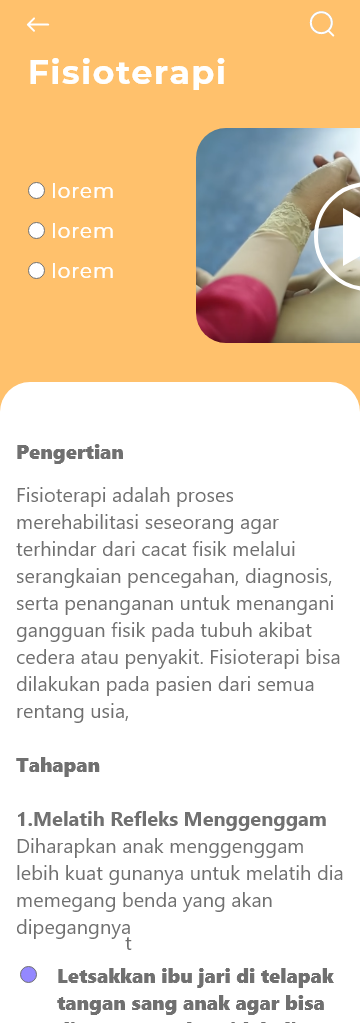 Fisioterapi
lorem
lorem
lorem
Pengertian
Fisioterapi adalah proses
merehabilitasi seseorang agar
terhindar dari cacat fisik melalui
serangkaian pencegahan, diagnosis,
serta penanganan untuk menangani
gangguan fisik pada tubuh akibat
cedera atau penyakit. Fisioterapi bisa
dilakukan pada pasien dari semua
rentang usia,
Tahapan
1.Melatih Refleks Menggenggam
Diharapkan anak menggenggam
lebih kuat gunanya untuk melatih dia
memegang benda yang akan
dipegangnya
t
Letsakkan ibu jari di telapak
tangan sang anak agar bisa